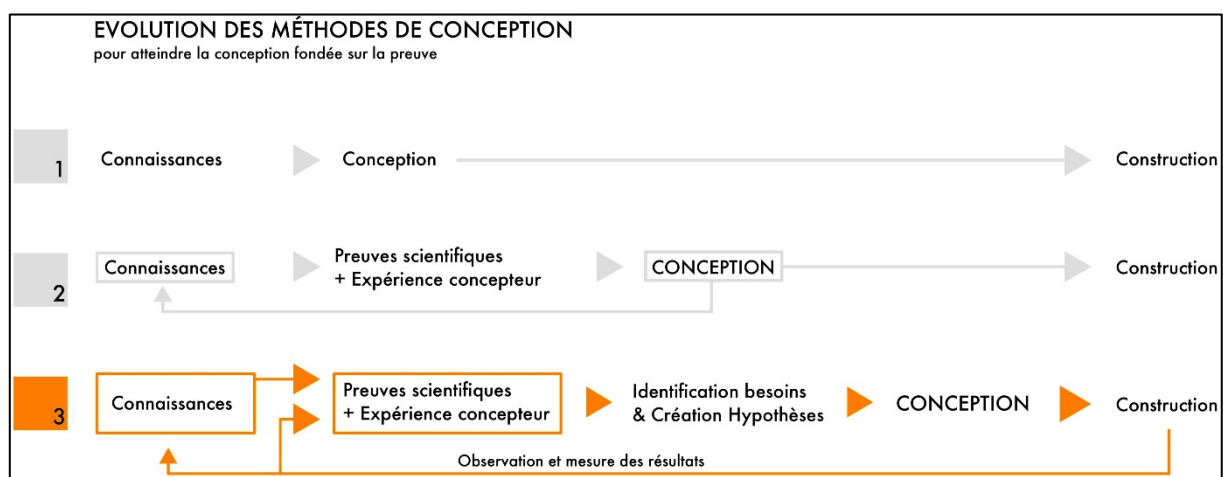 EVOLUTION DES MÉTHODES DE CONCEPTION
pour atteindre la conception fondée sur la preuve
1 Connaissances Conception Construction
2 Connaissances Preuves scientifiques
+ Expérience concepteur CONCEPTION Construction
3 Connaissances Preuves scientifiques
+ Expérience concepteur Identification besoins
& Création Hypothèses CONCEPTION Construction
Observation et mesure des résultats